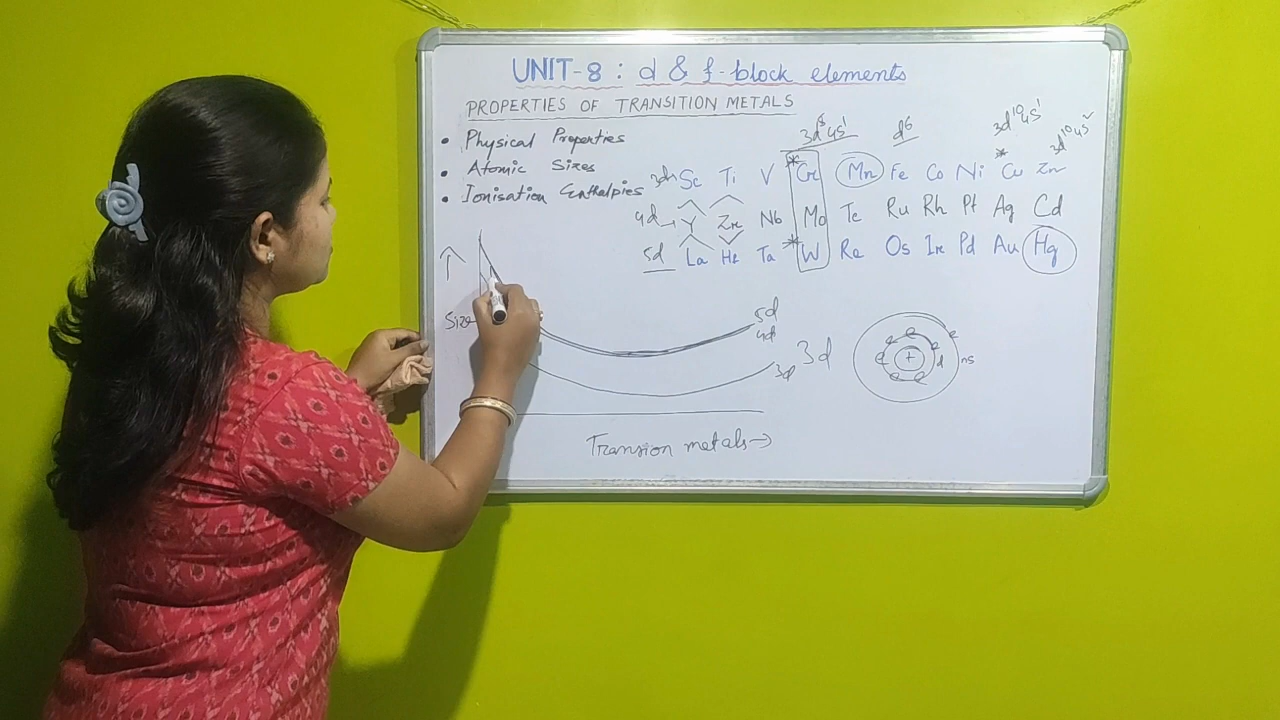 UNIT-8 : d & f-block elements
PROPERTIES OF TRANSITION METALS
• Physical Properties
• Atomic Sizes
• Ionisation Enthalpies
3d⁵4s¹ d⁶ 3d¹⁰4s¹ 3d¹⁰4s²
3d→ Sc Ti V *Cr Mn Fe Co Ni *Cu Zn
4d→ Y Zr Nb Mo Tc Ru Rh Pt Ag Cd
5d La Hf Ta *W Re Os Ir Pd Au Hg
Size
5d
4d
3d 3d
e e e e e e e + d ns
Transion metals→